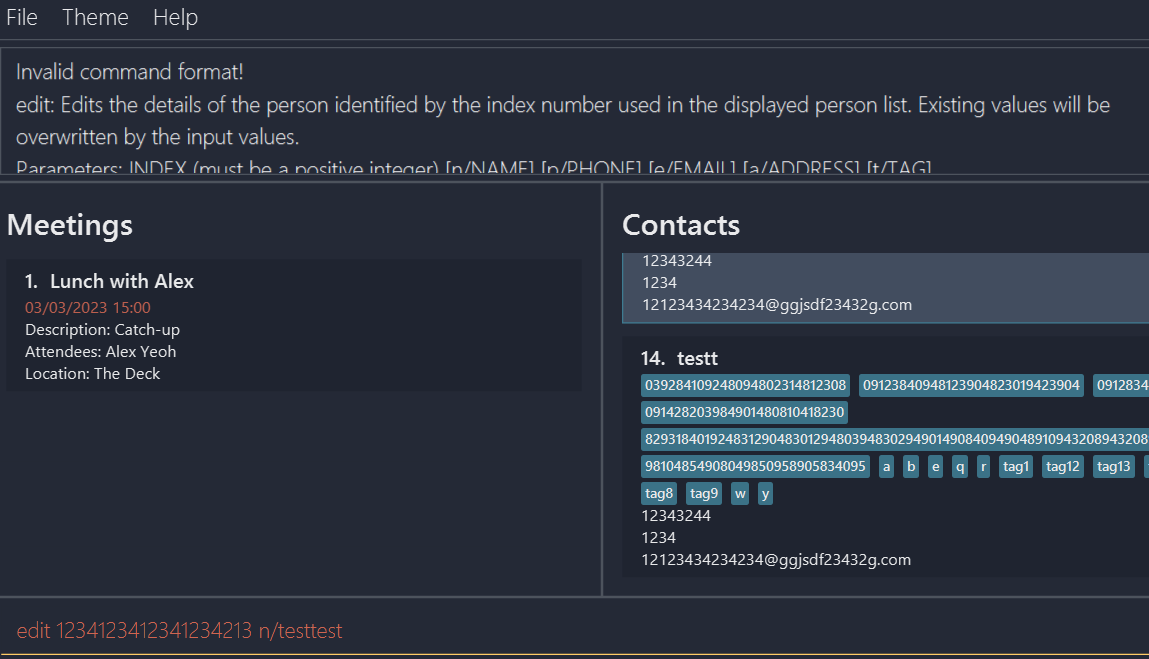 File Theme Help
Invalid command format!
edit: Edits the details of the person identified by the index number used in the displayed person list. Existing values will be
overwritten by the input values.
Parameters: INDEX (must be a positive integer) [n/NAME] [p/PHONE] [e/EMAIL] [a/ADDRESS] [t/TAG]
Meetings
1. Lunch with Alex
03/03/2023 15:00
Description: Catch-up
Attendees: Alex Yeoh
Location: The Deck
Contacts
12343244
1234
12123434234234@ggjsdf23432g.com
14. testt
039284109248094802314812308 09123840948123904823019423904 0912834
091428203984901480810418230
8293184019248312904830129480394830294901490840949048910943208943208
98104854908049850958905834095 a b e q r tag1 tag12 tag13
tag8 tag9 w y
12343244
1234
12123434234234@ggjsdf23432g.com
edit 1234123412341234213 n/testtest